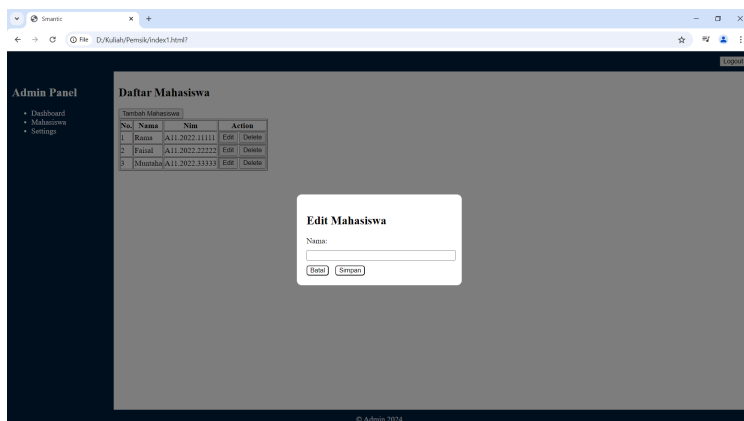 Smantic
File D:/Kuliah/Pemsik/index1.html?
Logout
Admin Panel
Dashboard
Mahasiswa
Settings
Daftar Mahasiswa
Tambah Mahasiswa
No. Nama Nim Action
1 Rama A11.2022.11111 Edit Delete
2 Faisal A11.2022.22222 Edit Delete
3 A11.2022.33333 Edit Delete
Edit Mahasiswa
Nama:
Batal Simpan
© Admin 2024